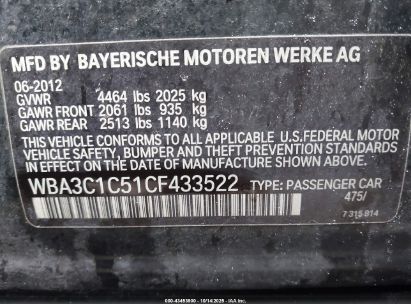 MFD BY BAYERISCHE MOTOREN WERKE AG
06-2012
GVWR 4464 lbs 2025 kg
GAWR FRONT 2061 lbs 935 kg
GAWR REAR 2513 lbs 1140 kg
THIS VEHICLE CONFORMS TO ALL APPLICABLE U.S. FEDERAL MOTOR
VEHICLE SAFETY, BUMPER AND THEFT PREVENTION STANDARDS
IN EFFECT ON THE DATE OF MANUFACTURE SHOWN ABOVE.
WBA3C1C51CF433522 TYPE: PASSENGER CAR
475/
7 315 914